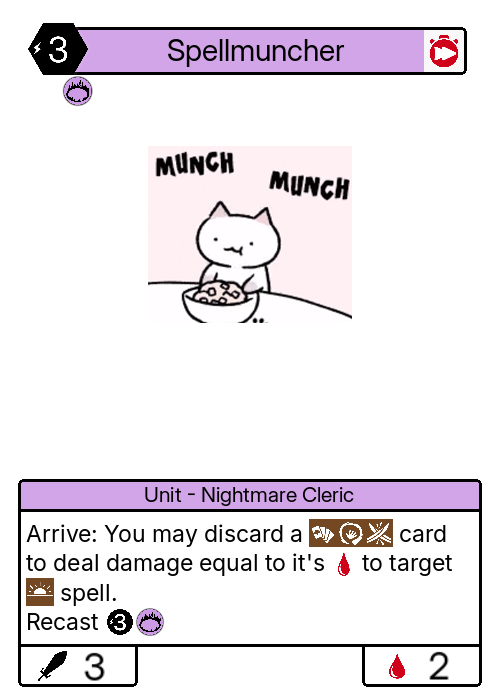 3
Spellmuncher
MUNCH
MUNCH
Unit - Nightmare Cleric
Arrive: You may discard a card
to deal damage equal to it's to target
spell.
Recast 3
3
2